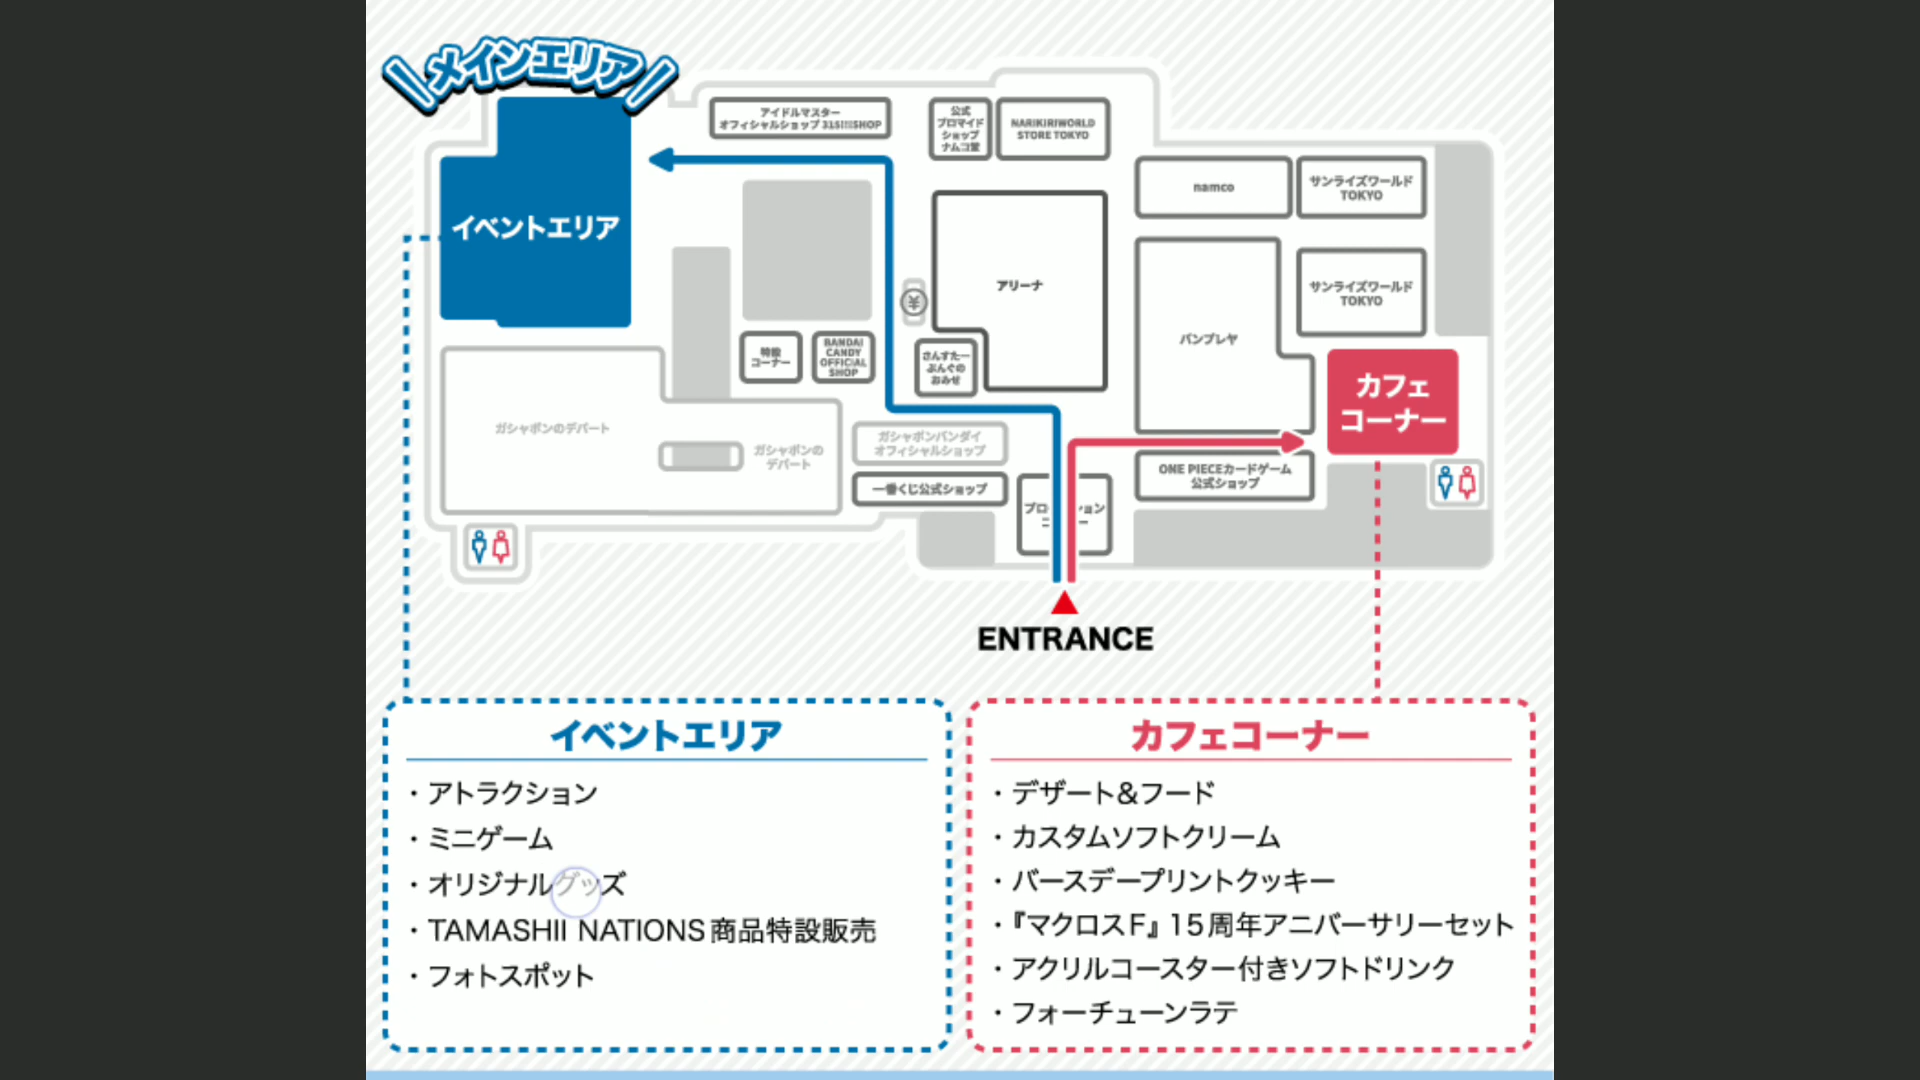 メインエリア
アイドルマスター
オフィシャルショップ 315!!!SHOP
公式
ブロマイド
ショップ
ナムコ堂
NARIKIRIWORLD
STORE TOKYO
namco
サンライズワールド
TOKYO
イベントエリア
アリーナ
サンライズワールド
TOKYO
¥
バンプレヤ
特設
コーナー
BANDAI
CANDY
OFFICIAL
SHOP
さんすたー
ぶんぐの
おみせ
カフェ
コーナー
ガシャポンのデパート
ガシャポンの
デパート
ガシャポンバンダイ
オフィシャルショップ
一番くじ公式ショップ
ONE PIECEカードゲーム
公式ショップ
プロ ョン
ENTRANCE
イベントエリア
・アトラクション
・ミニゲーム
・オリジナルグッズ
・TAMASHII NATIONS商品特設販売
・フォトスポット
カフェコーナー
・デザート&フード
・カスタムソフトクリーム
・バースデープリントクッキー
・『マクロスF』15周年アニバーサリーセット
・アクリルコースター付きソフトドリンク
・フォーチューンラテ